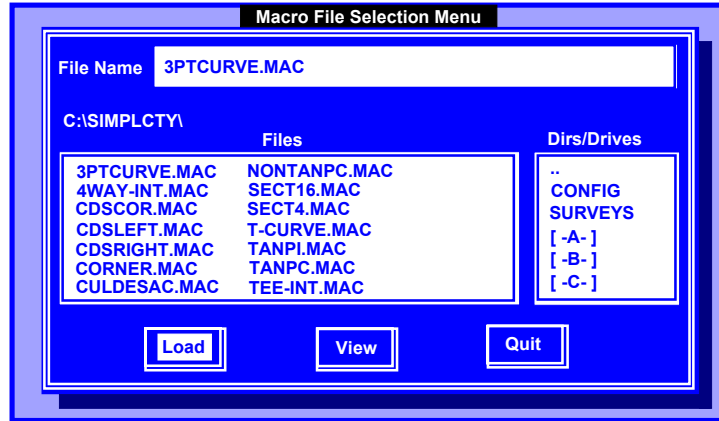 Macro File Selection Menu
File Name 3PTCURVE.MAC
C:\SIMPLCTY\
Files Dirs/Drives
3PTCURVE.MAC NONTANPC.MAC ..
4WAY-INT.MAC SECT16.MAC CONFIG
CDSCOR.MAC SECT4.MAC SURVEYS
CDSLEFT.MAC T-CURVE.MAC [ -A- ]
CDSRIGHT.MAC TANPI.MAC [ -B- ]
CORNER.MAC TANPC.MAC [ -C- ]
CULDESAC.MAC TEE-INT.MAC
Load View Quit